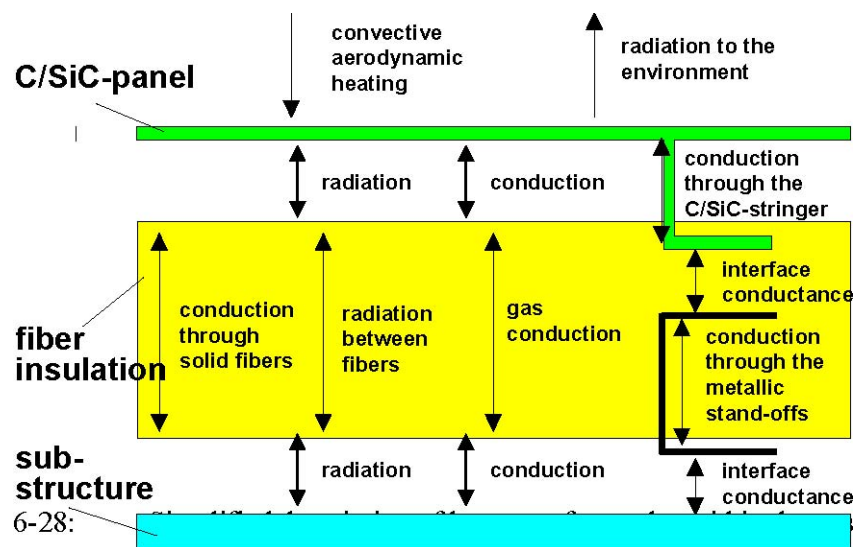 convective
aerodynamic
heating
radiation to the
environment
C/SiC-panel
radiation
conduction
conduction
through the
C/SiC-stringer
interface
conductance
fiber
insulation
conduction
through
solid fibers
radiation
between
fibers
gas
conduction
conduction
through the
metallic
stand-offs
sub-
structure
radiation
conduction
interface
conductance
6-28: